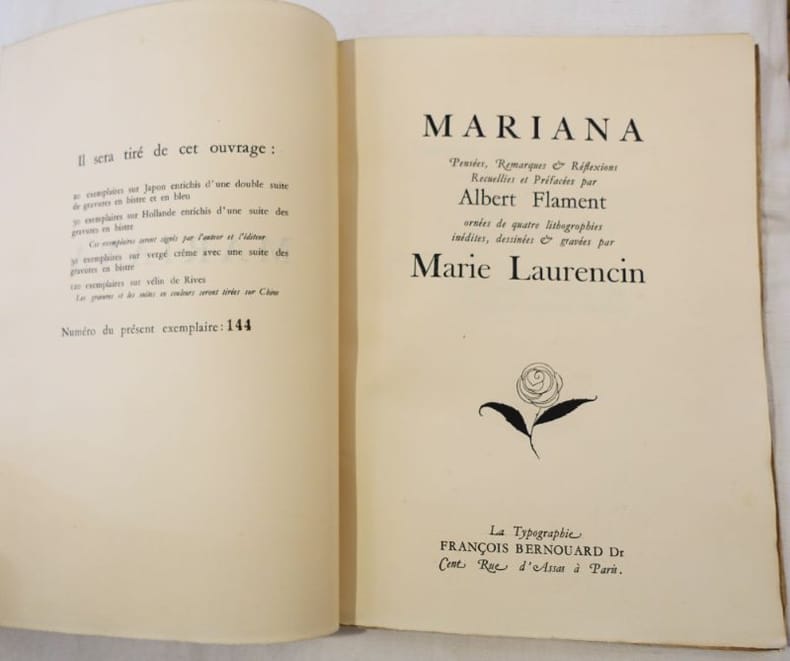 Il sera tiré de cet ouvrage :
20 exemplaires sur Japon enrichis d'une double suite
de gravures en bistre et en bleu
50 exemplaires sur Hollande enrichis d'une suite des
gravures en bistre
Ces exemplaires seront signés par l'auteur et l'éditeur
50 exemplaires sur vergé crème avec une suite des
gravures en bistre
120 exemplaires sur vélin de Rives
Les gravures et les suites en couleurs seront tirées sur Chine
Numéro du présent exemplaire : 144
MARIANA
Pensées, Remarques & Réflexions
Recueillies et Préfacées par
Albert Flament
ornées de quatre lithographies
inédites, dessinées & gravées par
Marie Laurencin
La Typographie
FRANÇOIS BERNOUARD Dr
Cent Rue d'Assas à Paris.